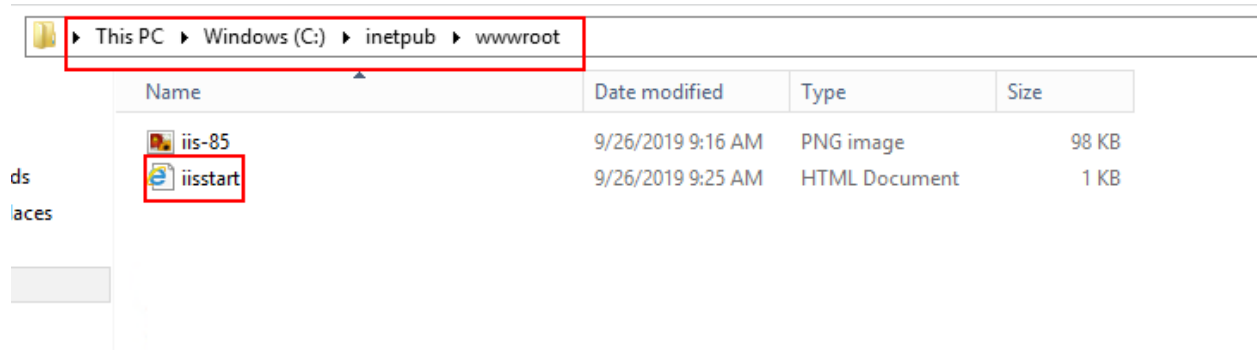 This PC Windows (C:) inetpub wwwroot
Name Date modified Type Size
iis-85 9/26/2019 9:16 AM PNG image 98 KB
ds iisstart 9/26/2019 9:25 AM HTML Document 1 KB
laces